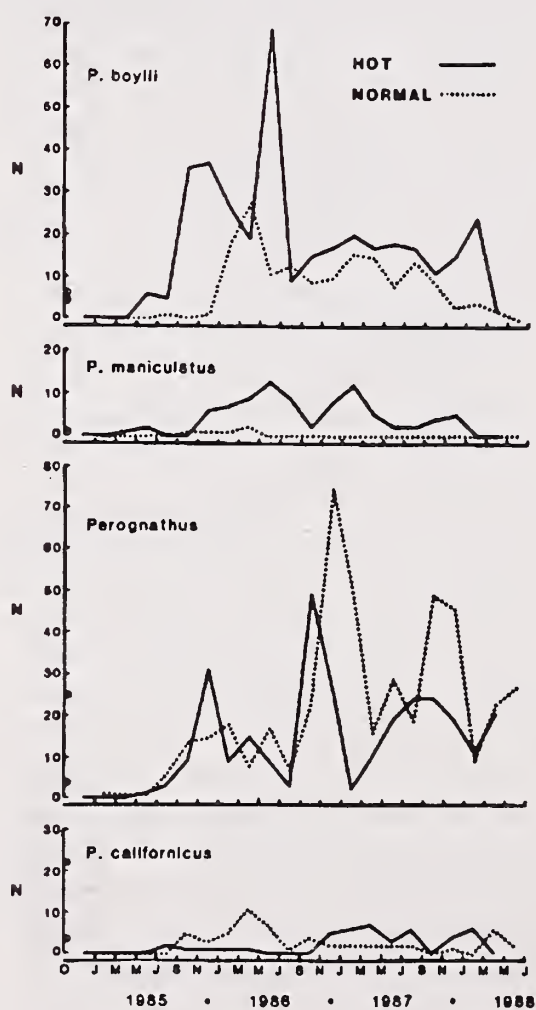 70
P. boylii
HOT
NORMAL
60
50
40
N
30
20
10
0
20
P. maniculatus
N
10
0
80
Perognathus
70
60
50
N
40
30
20
10
0
30
P. californicus
20
N
10
0
O J M M J S N J M M J S N J M M J S N J M M J
1985 • 1986 • 1987 • 1988